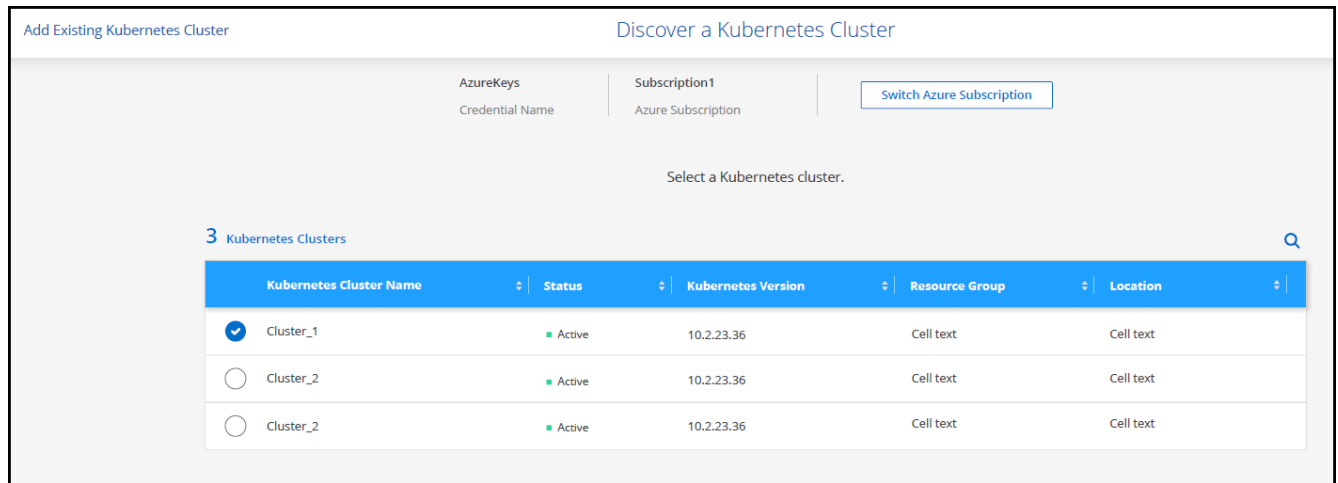 Add Existing Kubernetes Cluster
Discover a Kubernetes Cluster
AzureKeys
Credential Name
Subscription1
Azure Subscription
Switch Azure Subscription
Select a Kubernetes cluster.
3 Kubernetes Clusters
Kubernetes Cluster Name Status Kubernetes Version Resource Group Location
Cluster_1 Active 10.2.23.36 Cell text Cell text
Cluster_2 Active 10.2.23.36 Cell text Cell text
Cluster_2 Active 10.2.23.36 Cell text Cell text